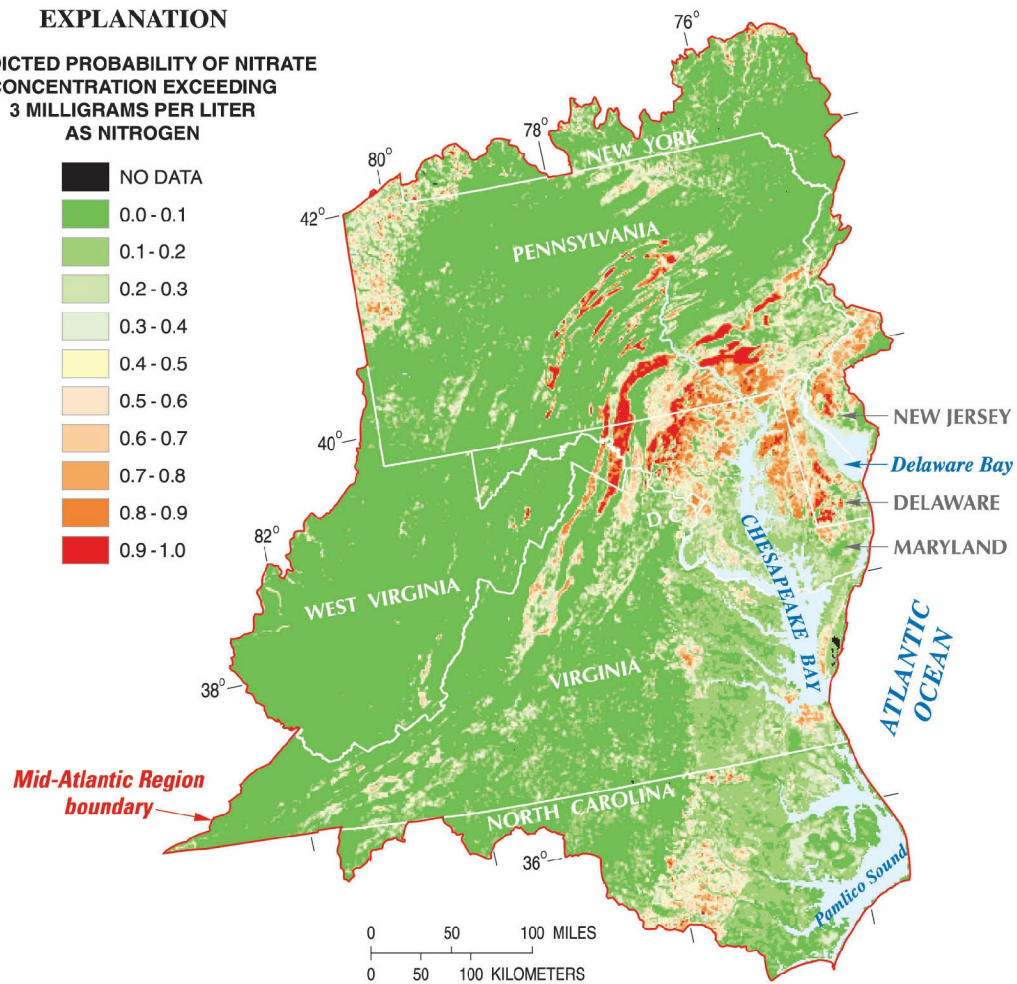 EXPLANATION
DICTED PROBABILITY OF NITRATE
CONCENTRATION EXCEEDING
3 MILLIGRAMS PER LITER
AS NITROGEN
NO DATA
0.0 - 0.1
0.1 - 0.2
0.2 - 0.3
0.3 - 0.4
0.4 - 0.5
0.5 - 0.6
0.6 - 0.7
0.7 - 0.8
0.8 - 0.9
0.9 - 1.0
76°
78°
80°
42°
40°
82°
38°
36°
NEW YORK
PENNSYLVANIA
NEW JERSEY
Delaware Bay
DELAWARE
MARYLAND
D.C.
CHESAPEAKE BAY
WEST VIRGINIA
VIRGINIA
ATLANTIC
OCEAN
Mid-Atlantic Region
boundary
NORTH CAROLINA
Pamlico Sound
0 50 100 MILES
0 50 100 KILOMETERS